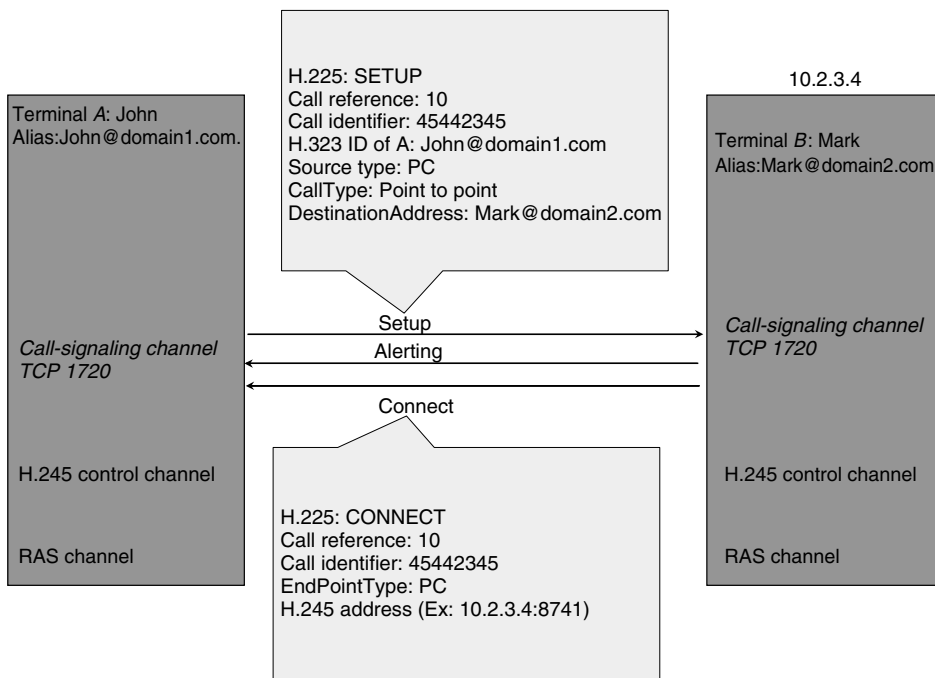 H.225: SETUP
Call reference: 10
Call identifier: 45442345
H.323 ID of A: John@domain1.com
Source type: PC
CallType: Point to point
DestinationAddress: Mark@domain2.com
10.2.3.4
Terminal A: John
Alias:John@domain1.com.
Terminal B: Mark
Alias:Mark@domain2.com
Setup
Alerting
Connect
Call-signaling channel
TCP 1720
Call-signaling channel
TCP 1720
H.245 control channel
H.245 control channel
RAS channel
RAS channel
H.225: CONNECT
Call reference: 10
Call identifier: 45442345
EndPointType: PC
H.245 address (Ex: 10.2.3.4:8741)